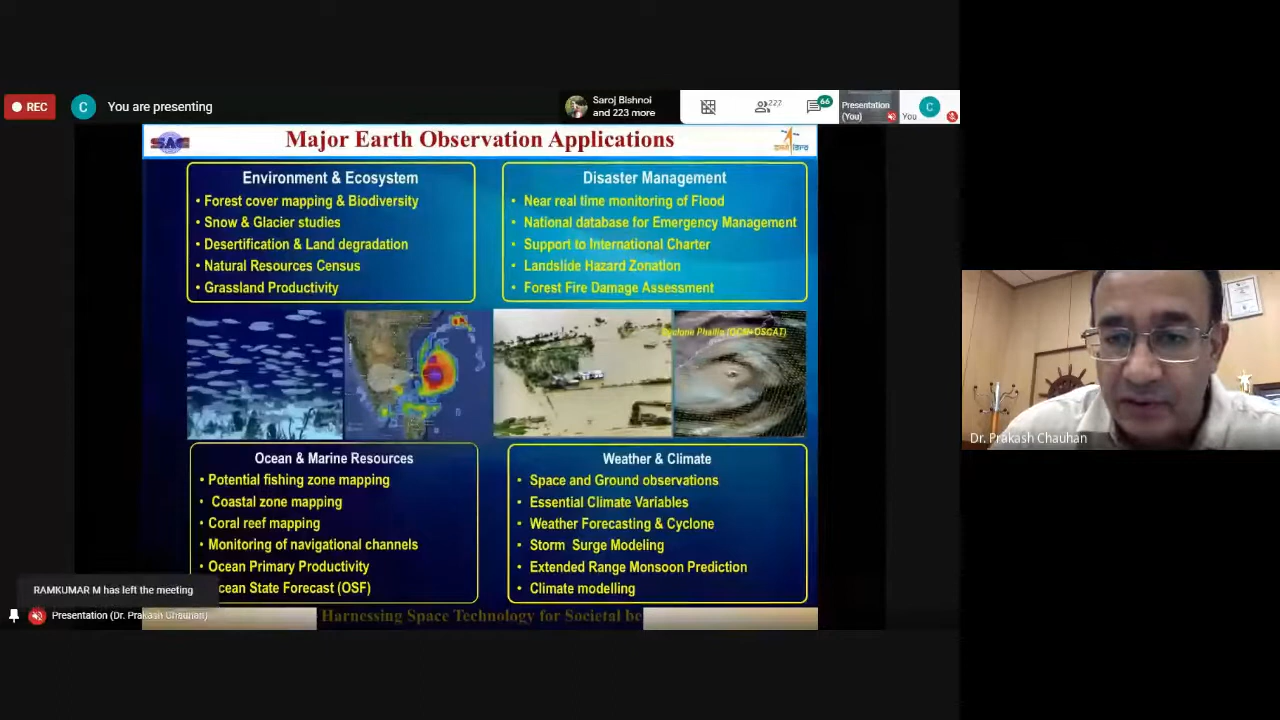 REC
C
You are presenting
Saroj Bishnoi
and 223 more
227
66
Presentation
(You)
C
You
SAC
Major Earth Observation Applications
इसरो isro
Environment & Ecosystem
• Forest cover mapping & Biodiversity
• Snow & Glacier studies
• Desertification & Land degradation
• Natural Resources Census
• Grassland Productivity
Disaster Management
• Near real time monitoring of Flood
• National database for Emergency Management
• Support to International Charter
• Landslide Hazard Zonation
• Forest Fire Damage Assessment
Ocean & Marine Resources
• Potential fishing zone mapping
• Coastal zone mapping
• Coral reef mapping
• Monitoring of navigational channels
Ocean Primary Productivity
cean State Forecast (OSF)
Weather & Climate
• Space and Ground observations
• Essential Climate Variables
• Weather Forecasting & Cyclone
• Storm Surge Modeling
• Extended Range Monsoon Prediction
• Climate modelling
RAMKUMAR M has left the meeting
Presentation (Dr. Prakash Chauhan)
Harnessing Space Technology for Societal be
Dr. Prakash Chauhan